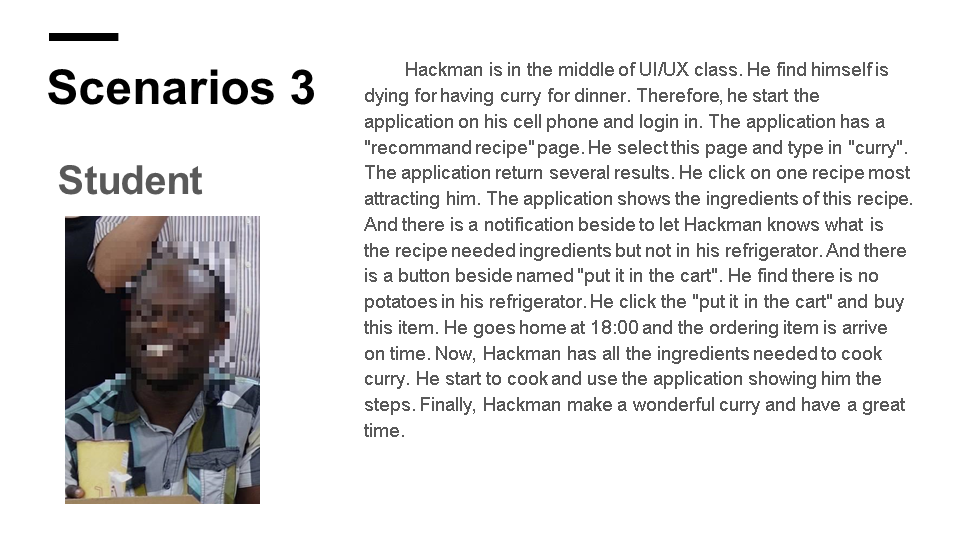 Scenarios 3
Student
Hackman is in the middle of UI/UX class. He find himself is
dying for having curry for dinner. Therefore, he start the
application on his cell phone and login in. The application has a
"recommand recipe" page. He select this page and type in "curry".
The application return several results. He click on one recipe most
attracting him. The application shows the ingredients of this recipe.
And there is a notification beside to let Hackman knows what is
the recipe needed ingredients but not in his refrigerator. And there
is a button beside named "put it in the cart". He find there is no
potatoes in his refrigerator. He click the "put it in the cart" and buy
this item. He goes home at 18:00 and the ordering item is arrive
on time. Now, Hackman has all the ingredients needed to cook
curry. He start to cook and use the application showing him the
steps. Finally, Hackman make a wonderful curry and have a great
time.